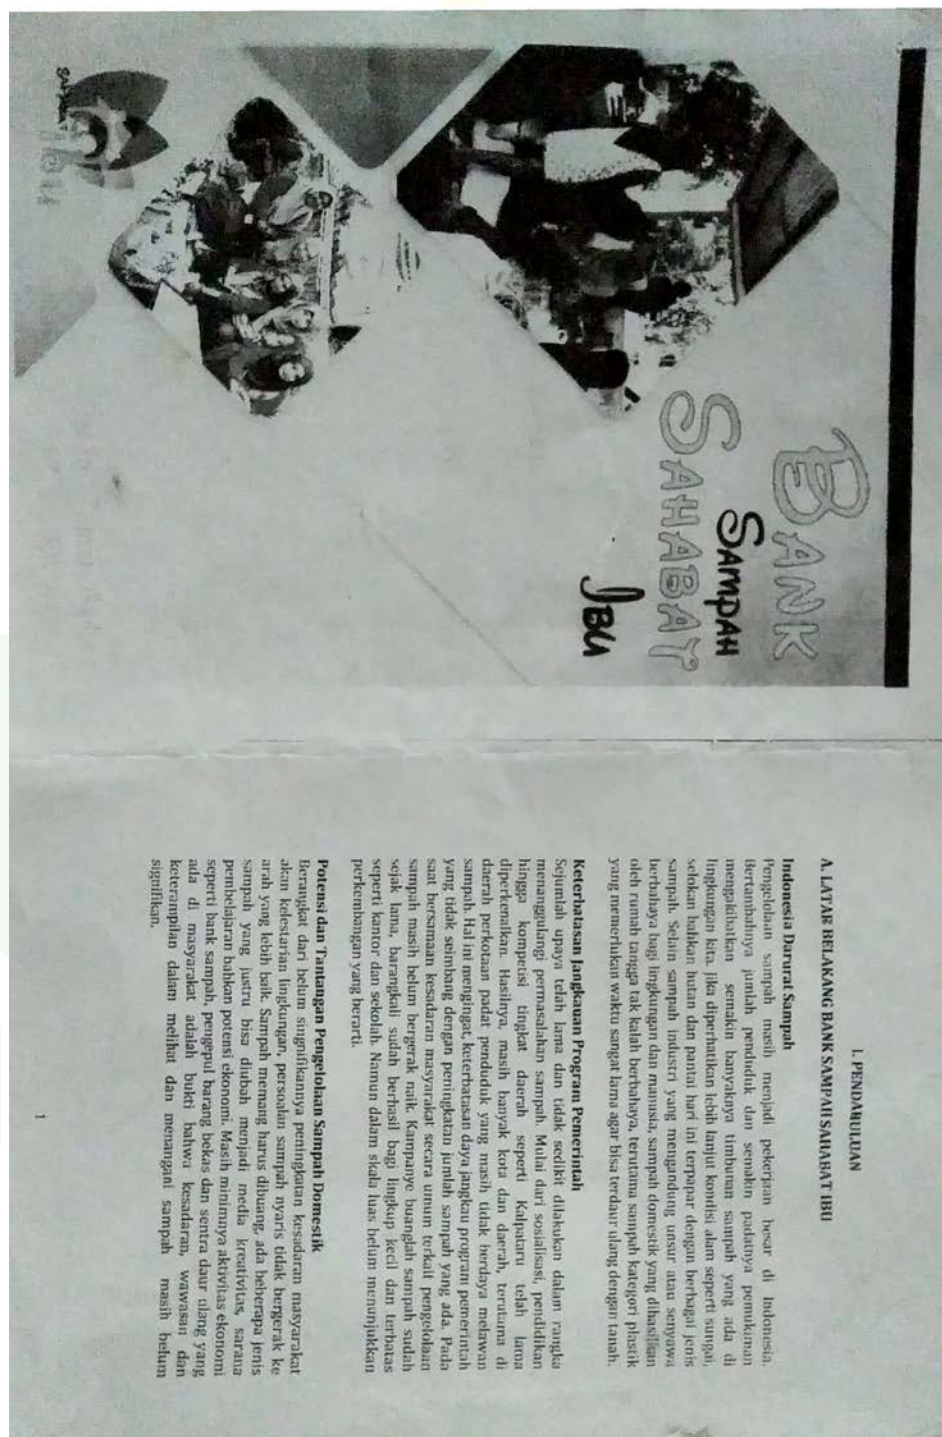 BANK
SAMPAH
SAHABAT
IBU
SAHABAT
I. PENDAHULUAN
A. LATAR BELAKANG BANK SAMPAH SAHABAT IBU
Indonesia Darurat Sampah
Pengelolaan sampah masih menjadi pekerjaan besar di Indonesia.
Bertambahnya jumlah penduduk dan semakin padatnya pemukiman
mengakibatkan semakin banyaknya timbunan sampah yang ada di
lingkungan kita. Jika diperhatikan lebih lanjut kondisi alam seperti sungai,
selokan bahkan hutan dan pantai hari ini terpapar dengan berbagai jenis
sampah. Selain sampah industri yang mengandung unsur atau senyawa
berbahaya bagi lingkungan dan manusia, sampah domestik yang dihasilkan
oleh rumah tangga tak kalah berbahaya, terutama sampah kategori plastik
yang memerlukan waktu sangat lama agar bisa terdaur ulang dengan tanah.
Keterbatasan Jangkauan Program Pemerintah
Sejumlah upaya telah lama dan tidak sedikit dilakukan dalam rangka
menanggulangi permasalahan sampah. Mulai dari sosialisasi, pendidikan
hingga kompetisi tingkat daerah seperti Kalpataru telah lama
diperkenalkan. Hasilnya, masih banyak kota dan daerah, terutama di
daerah perkotaan padat penduduk yang masih tidak berdaya melawan
sampah. Hal ini mengingat, keterbatasan daya jangkau program pemerintah
yang tidak seimbang dengan peningkatan jumlah sampah yang ada. Pada
saat bersamaan kesadaran masyarakat secara umum terkait pengelolaan
sampah masih belum bergerak naik. Kampanye buanglah sampah sudah
sejak lama, barangkali sudah berhasil bagi lingkup kecil dan terbatas
seperti kantor dan sekolah. Namun dalam skala luas belum menunjukkan
perkembangan yang berarti.
Potensi dan Tantangan Pengelolaan Sampah Domestik
Berangkat dari belum singnifikannya peningkatan kesadaran masyarakat
akan kelestarian lingkungan, persoalan sampah nyaris tidak bergerak ke
arah yang lebih baik. Sampah memang harus dibuang, ada beberapa jenis
sampah yang justru bisa diubah menjadi media kreativitas, sarana
pembelajaran bahkan potensi ekonomi. Masih minimnya aktivitas ekonomi
seperti bank sampah, pengepul barang bekas dan sentra daur ulang yang
ada di masyarakat adalah bukti bahwa kesadaran, wawasan dan
keterampilan dalam melihat dan menangani sampah masih belum
signifikan.
1